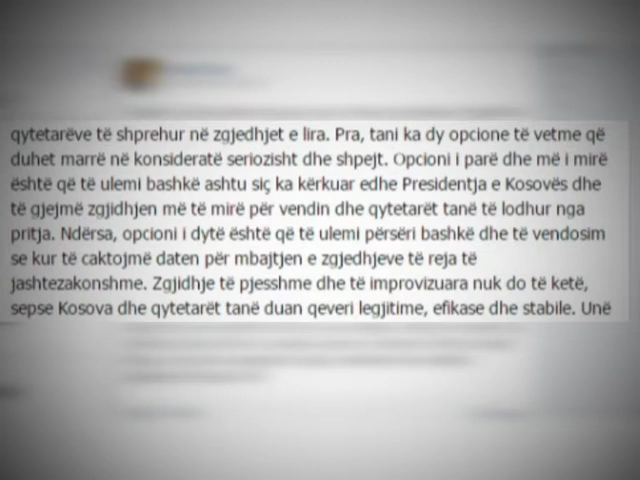 qytetarëve të shprehur në zgjedhjet e lira. Pra, tani ka dy opcione të vetme që
duhet marrë në konsideratë seriozisht dhe shpejt. Opcioni i parë dhe më i mirë
është që të ulemi bashkë ashtu siç ka kërkuar edhe Presidentja e Kosovës dhe
të gjejmë zgjidhjen më të mirë për vendin dhe qytetarët tanë të lodhur nga
pritja. Ndërsa, opcioni i dytë është që të ulemi përsëri bashkë dhe të vendosim
se kur të caktojmë daten për mbajtjen e zgjedhjeve të reja të
jashtezakonshme. Zgjidhje të pjesshme dhe të improvizuara nuk do të ketë,
sepse Kosova dhe qytetarët tanë duan qeveri legjitime, efikase dhe stabile. Unë